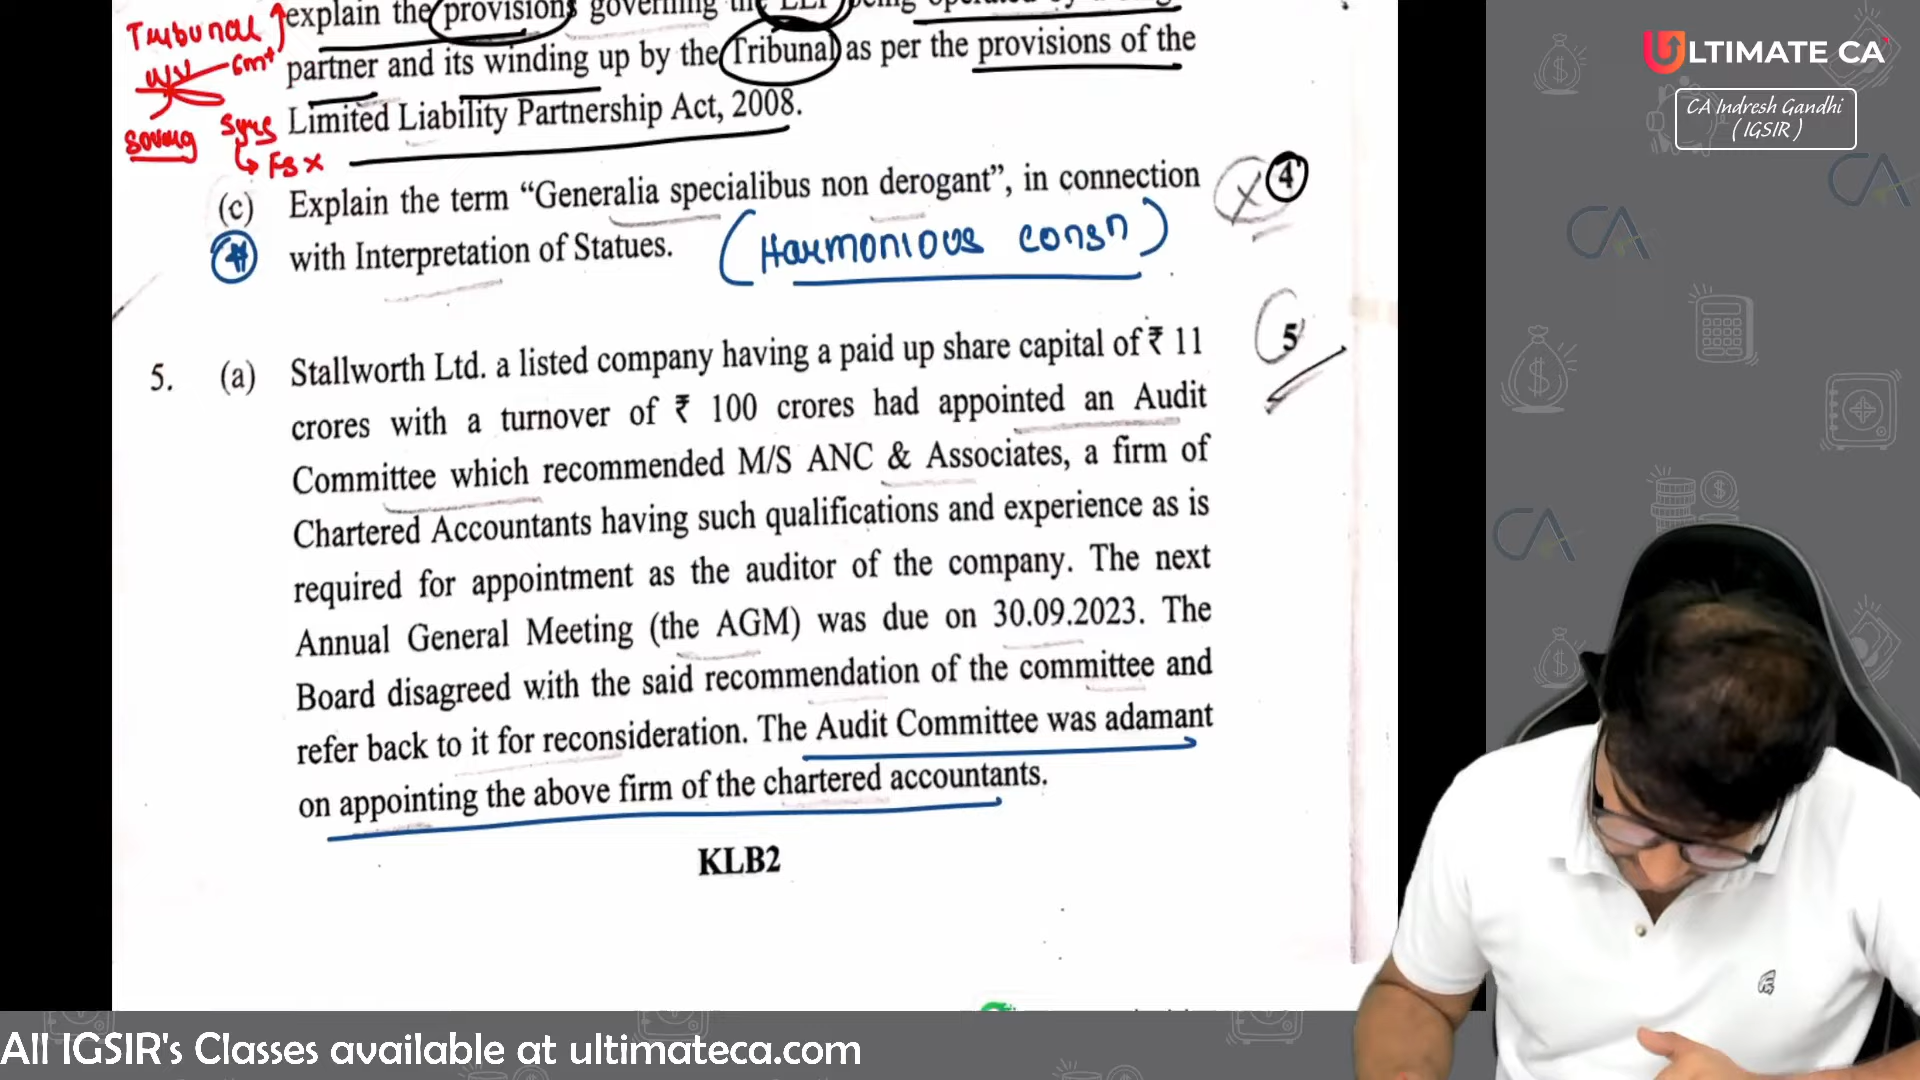 explain the provisions governing the LLP being operated by a single
Tribunal
partner and its winding up by the Tribunal as per the provisions of the
Limited Liability Partnership Act, 2008.
FS x
(c) Explain the term “Generalia specialibus non derogant”, in connection 4
with Interpretation of Statues. (Harmonious consn)
5. (a) Stallworth Ltd. a listed company having a paid up share capital of ₹ 11 5
crores with a turnover of ₹ 100 crores had appointed an Audit
Committee which recommended M/S ANC & Associates, a firm of
Chartered Accountants having such qualifications and experience as is
required for appointment as the auditor of the company. The next
Annual General Meeting (the AGM) was due on 30.09.2023. The
Board disagreed with the said recommendation of the committee and
refer back to it for reconsideration. The Audit Committee was adamant
on appointing the above firm of the chartered accountants.
KLB2
ULTIMATE CA
CA Indresh Gandhi
(IGSIR)
CA
CA
CA
All IGSIR's Classes available at ultimateca.com